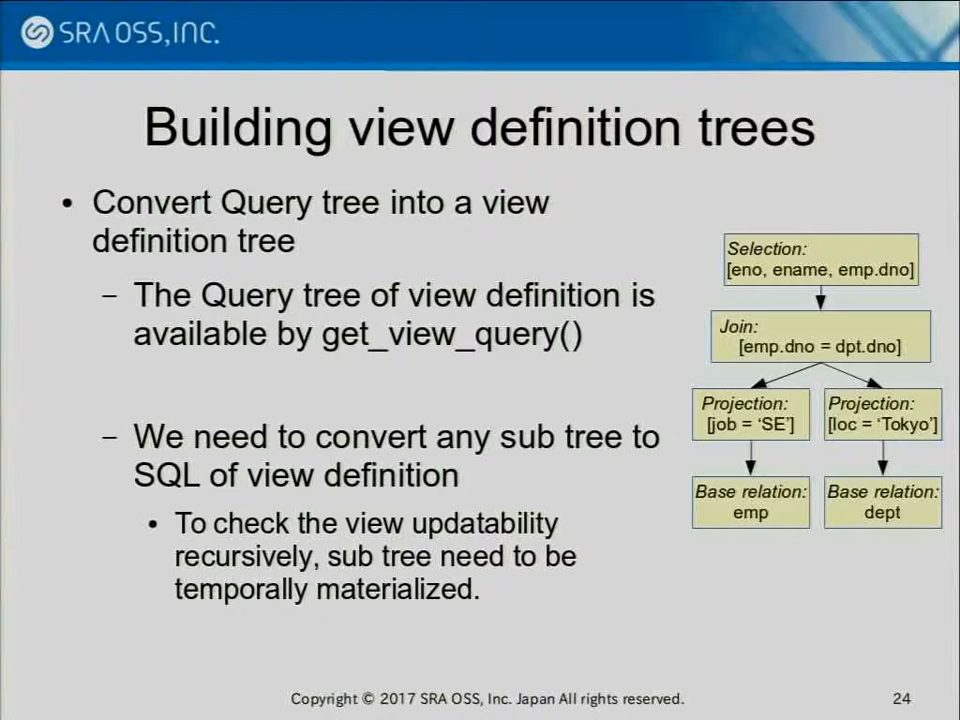 SRA OSS, INC.
Building view definition trees
• Convert Query tree into a view
definition tree
– The Query tree of view definition is
available by get_view_query()
– We need to convert any sub tree to
SQL of view definition
• To check the view updatability
recursively, sub tree need to be
temporally materialized.
Selection:
[eno, ename, emp.dno]
Join:
[emp.dno = dpt.dno]
Projection:
[job = ‘SE’]
Projection:
[loc = ‘Tokyo’]
Base relation:
emp
Base relation:
dept
Copyright © 2017 SRA OSS, Inc. Japan All rights reserved.
24